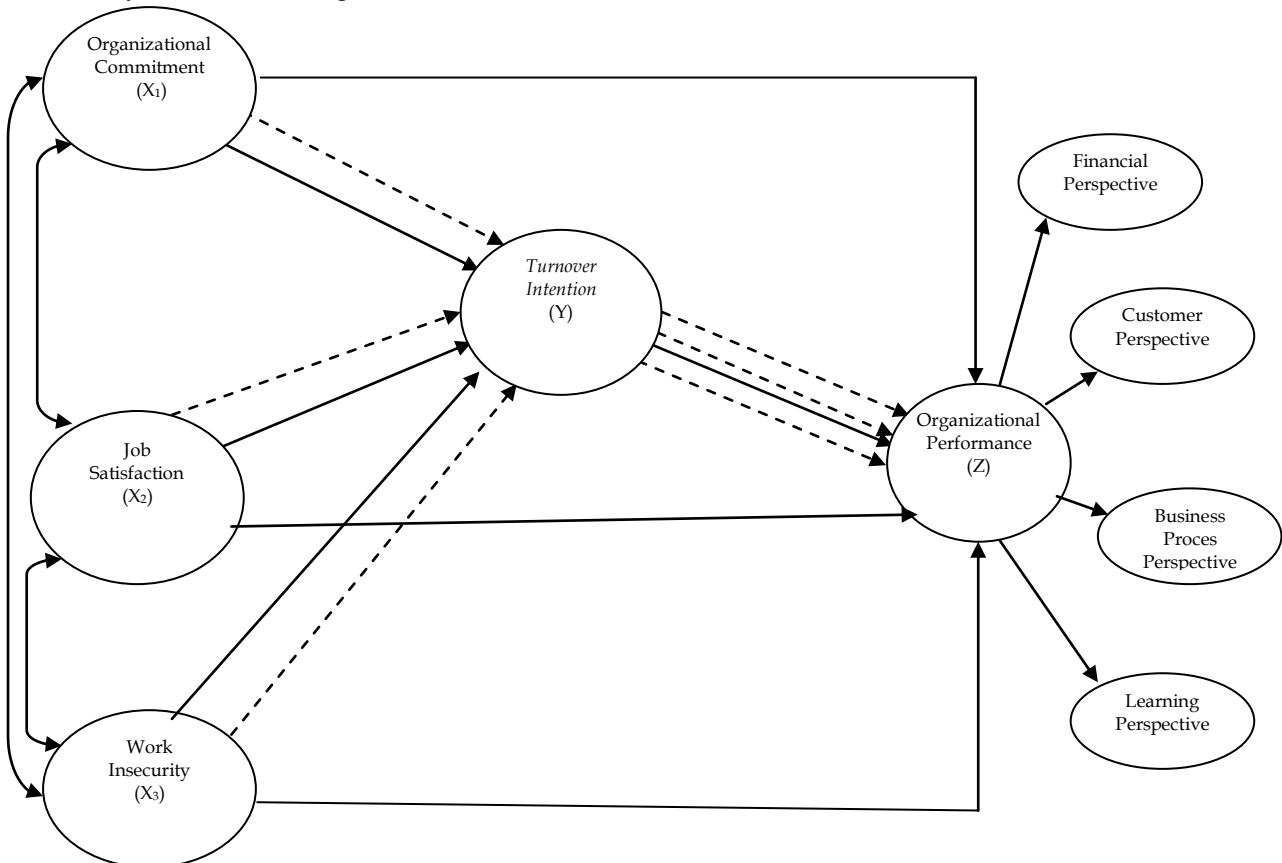 Organizational
Commitment
(X₁)
Financial
Perspective
Turnover
Intention
(Y)
Customer
Perspective
Organizational
Performance
(Z)
Job
Satisfaction
(X₂)
Business
Proces
Perspective
Learning
Perspective
Work
Insecurity
(X₃)